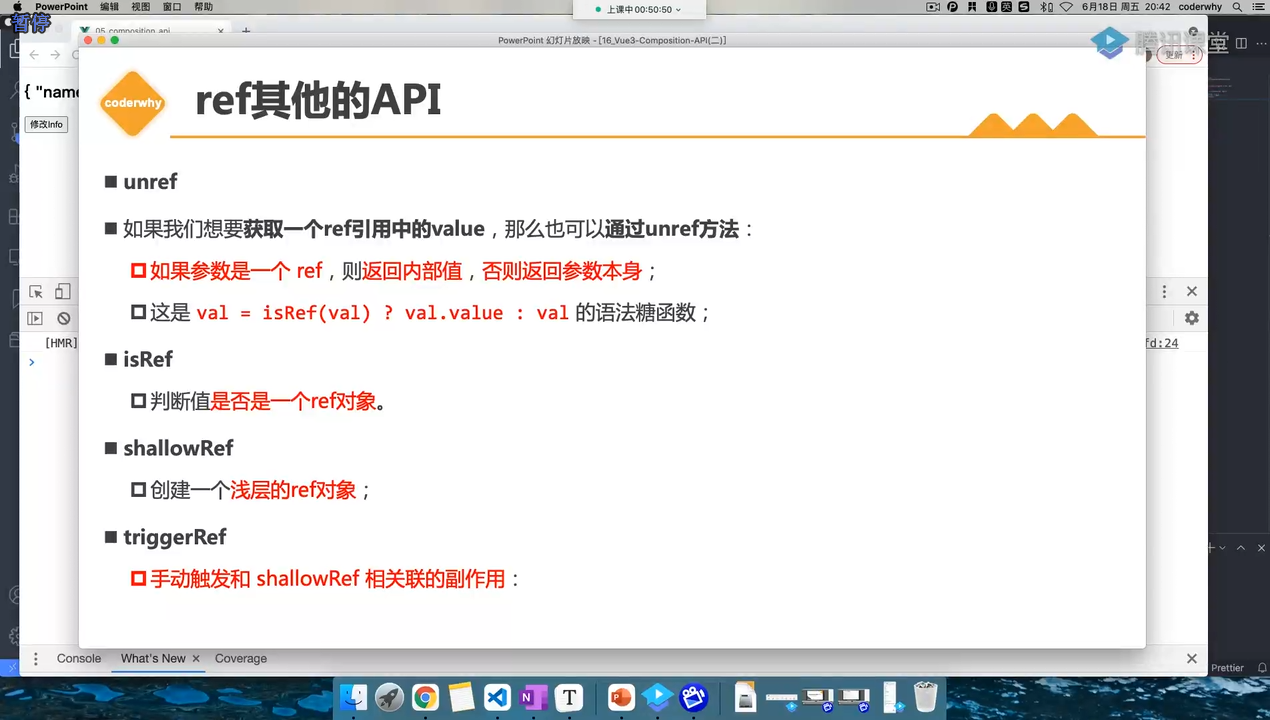 PowerPoint 编辑 视图 窗口 帮助
上课中00:50:50
6月18日 周五 20:42 coderwhy
暂停
05_composition_api
PowerPoint 幻灯片放映 - [16_Vue3-Composition-API(二)]
腾讯课堂
更新
{ "name
修改info
coderwhy
ref其他的API
unref
如果我们想要获取一个ref引用中的value，那么也可以通过unref方法：
如果参数是一个 ref，则返回内部值，否则返回参数本身；
这是 val = isRef(val) ? val.value : val 的语法糖函数；
isRef
判断值是否是一个ref对象。
shallowRef
创建一个浅层的ref对象；
triggerRef
手动触发和 shallowRef 相关联的副作用：
[HMR]
fd:24
Console What's New Coverage
Prettier